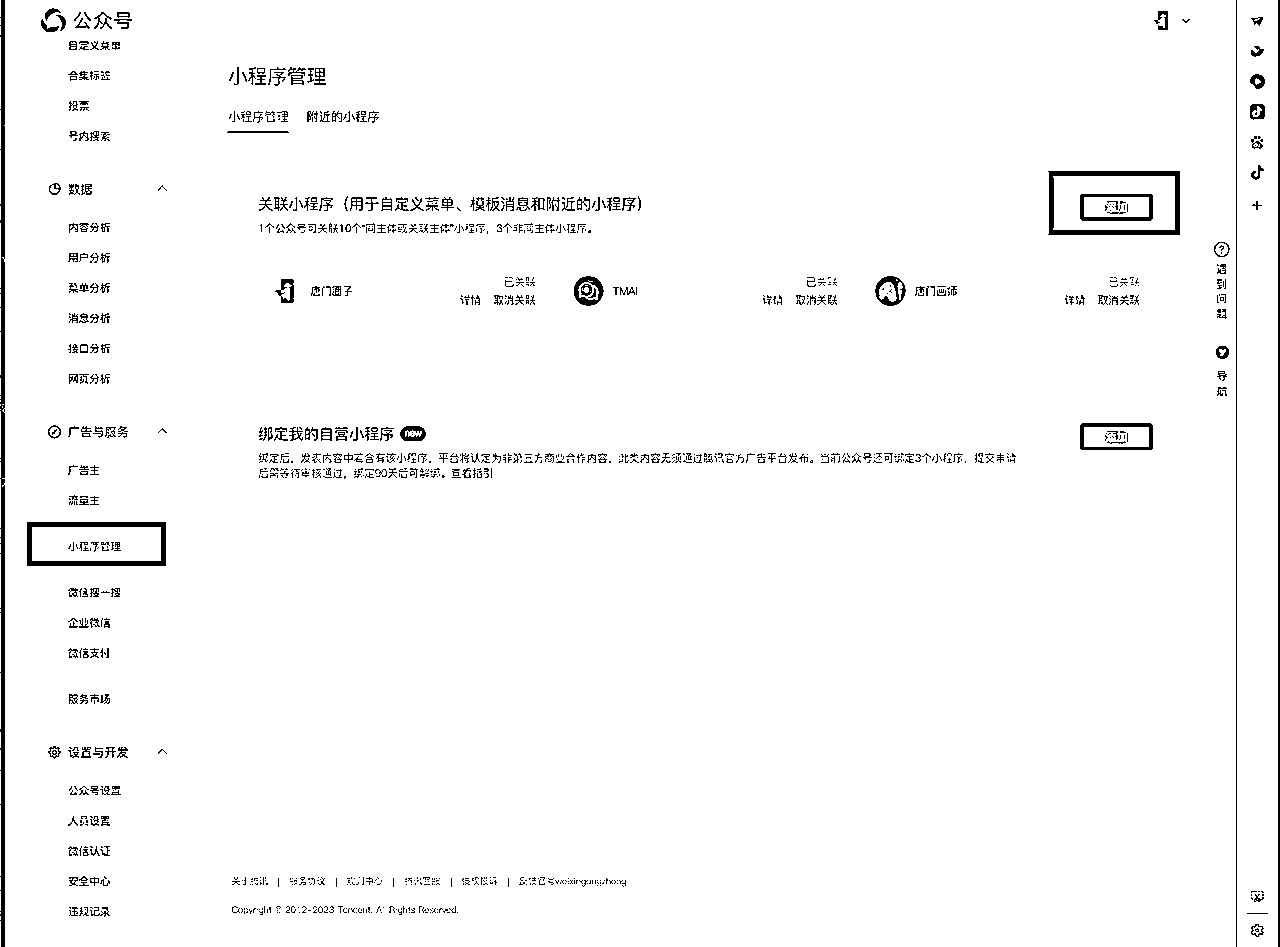 公众号
自定义菜单
合集标签
投票
号内搜索
数据
内容分析
用户分析
菜单分析
消息分析
接口分析
网页分析
广告与服务
广告主
流量主
小程序管理
微信搜一搜
企业微信
微信支付
服务市场
设置与开发
公众号设置
人员设置
微信认证
安全中心
违规记录
小程序管理
小程序管理 附近的小程序
关联小程序（用于自定义菜单、模板消息和附近的小程序）
添加
1个公众号可关联10个“同主体或关联主体”小程序，3个非同主体小程序。
唐门圈子 已关联 详情 取消关联
TMAI 已关联 详情 取消关联
唐门画师 已关联 详情 取消关联
绑定我的自营小程序 new
添加
绑定后，发表内容中若含有该小程序，平台将认定为非第三方商业合作内容，此类内容无须通过腾讯官方广告平台发布。当前公众号还可绑定3个小程序，提交申请
后需等待审核通过，绑定90天后可解绑。查看指引
遇到问题
导航
关于腾讯 | 服务协议 | 规则中心 | 腾讯客服 | 侵权投诉 | 反馈官号weixingongzhong
Copyright © 2012-2023 Tencent. All Rights Reserved.